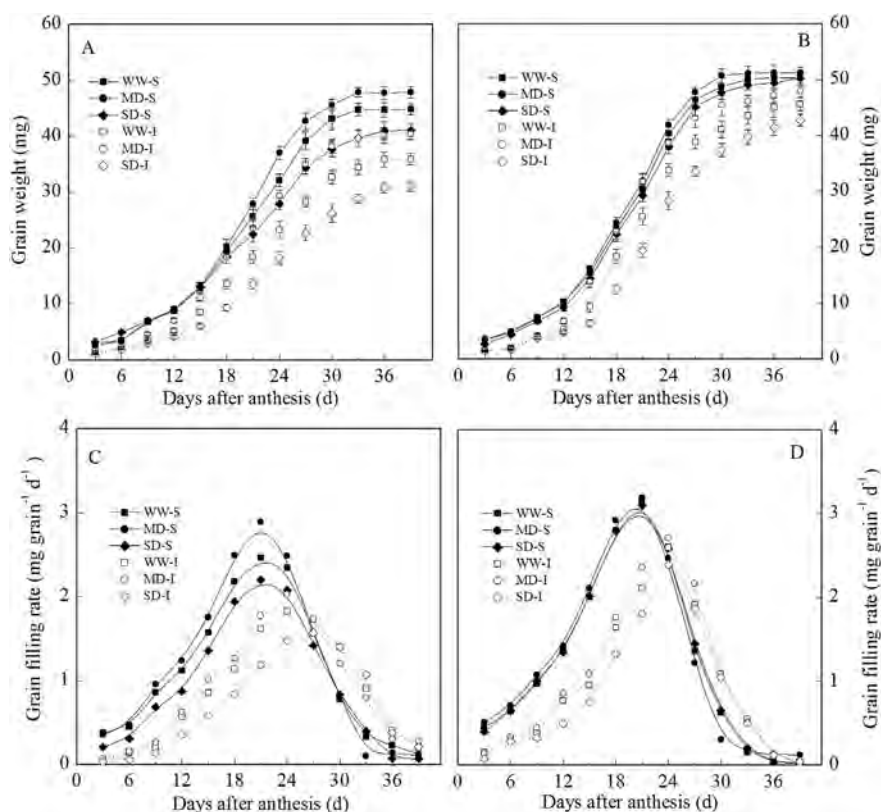 A
WW-S
MD-S
SD-S
WW-I
MD-I
SD-I
Grain weight (mg)
60
50
40
30
20
10
0
0 6 12 18 24 30 36
Days after anthesis (d)
B
WW-S
MD-S
SD-S
WW-I
MD-I
SD-I
60
50
40
30
20
10
0
Grain weight (mg)
0 6 12 18 24 30 36
Days after anthesis (d)
C
WW-S
MD-S
SD-S
WW-I
MD-I
SD-I
Grain filling rate (mg grain⁻¹ d⁻¹)
4
3
2
1
0
0 6 12 18 24 30 36
Days after anthesis (d)
D
WW-S
MD-S
SD-S
WW-I
MD-I
SD-I
4
3
2
1
0
Grain filling rate (mg grain⁻¹ d⁻¹)
0 6 12 18 24 30 36
Days after anthesis (d)